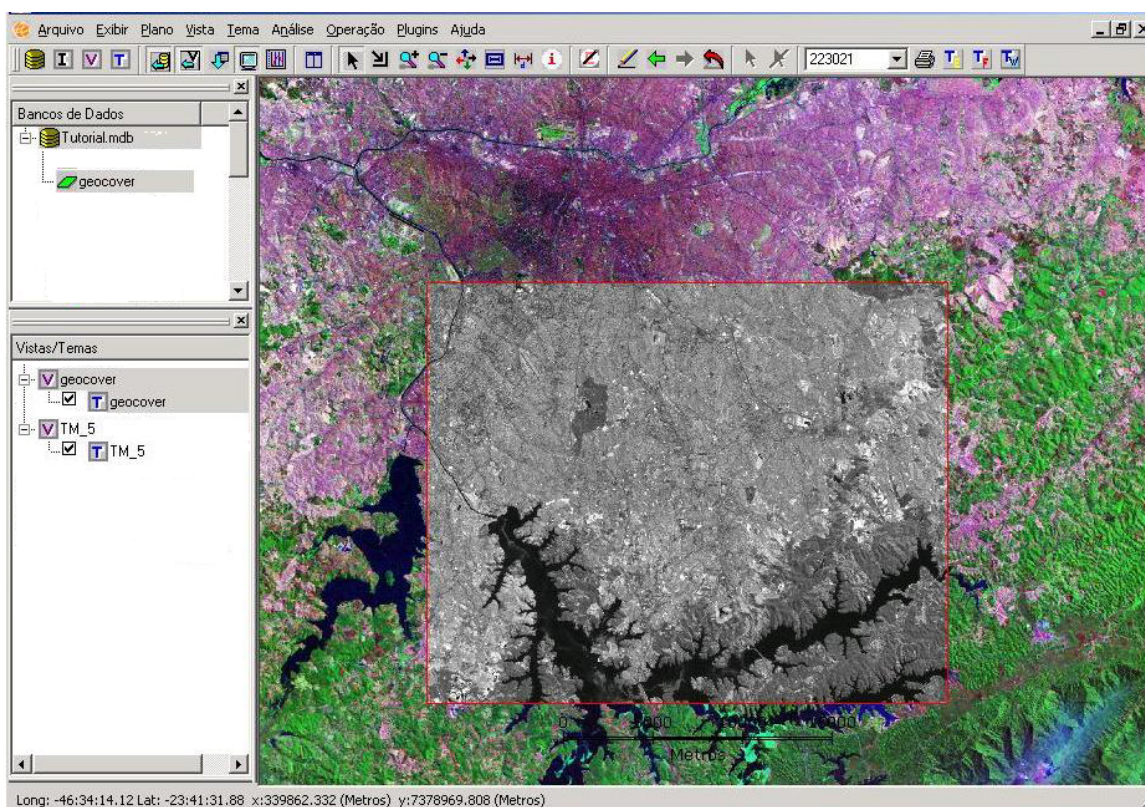 Arquivo Exibir Plano Vista Tema Análise Operação Plugins Ajuda
I V T 223021 T T F T W
Bancos de Dados
Tutorial.mdb
geocover
Vistas/Temas
V geocover
T geocover
V TM_5
T TM_5
0
Metros
Long: -46:34:14.12 Lat: -23:41:31.88 x:339862.332 (Metros) y:7378969.808 (Metros)